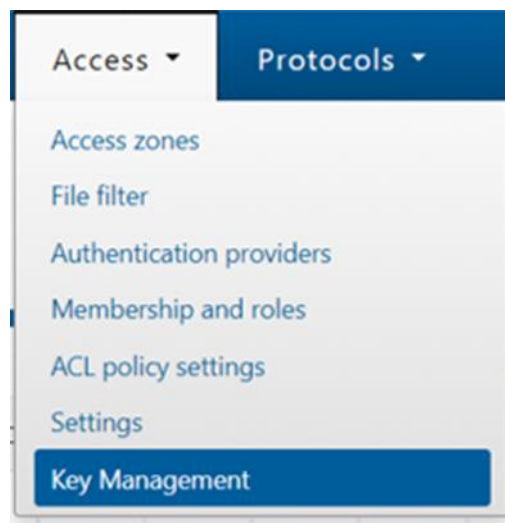 Access Protocols
Access zones
File filter
Authentication providers
Membership and roles
ACL policy settings
Settings
Key Management